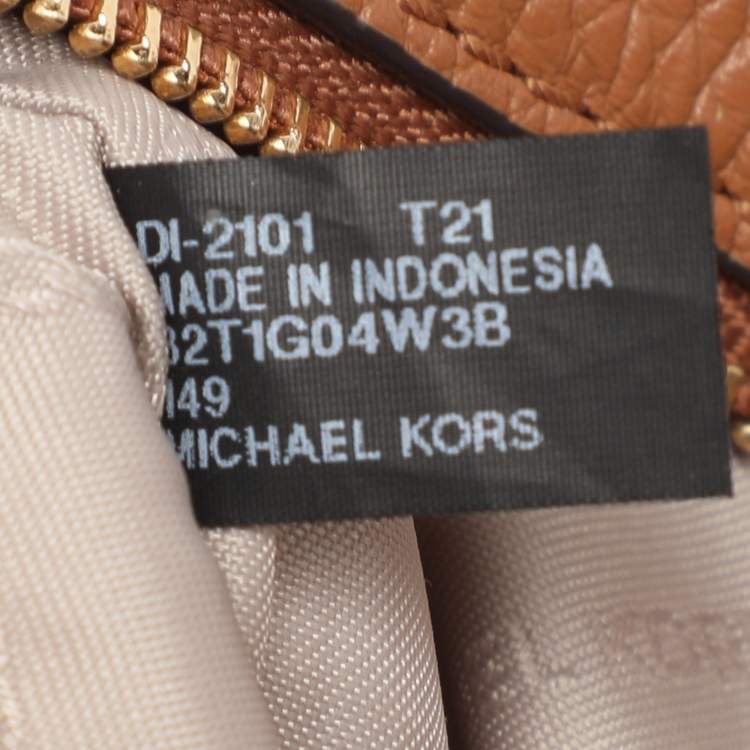 DI-2101 T21
MADE IN INDONESIA
32T1G04W3B
149
MICHAEL KORS